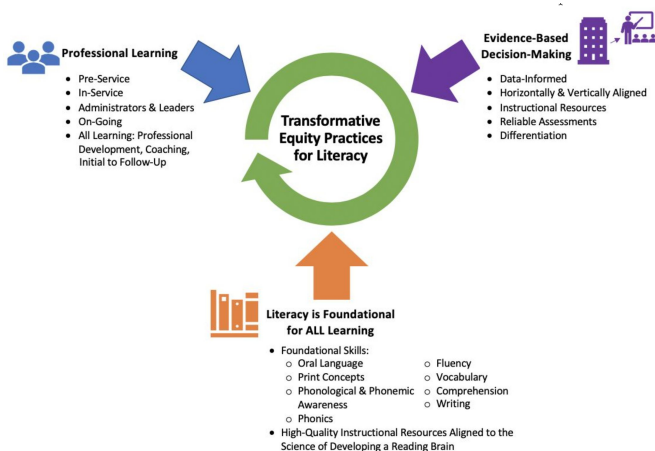 Professional Learning
• Pre-Service
• In-Service
• Administrators & Leaders
• On-Going
• All Learning: Professional
Development, Coaching,
Initial to Follow-Up
Evidence-Based
Decision-Making
• Data-Informed
• Horizontally & Vertically Aligned
• Instructional Resources
• Reliable Assessments
• Differentiation
Transformative
Equity Practices
for Literacy
Literacy is Foundational
for ALL Learning
• Foundational Skills:
o Oral Language
o Print Concepts
o Phonological & Phonemic
Awareness
o Phonics
o Fluency
o Vocabulary
o Comprehension
o Writing
• High-Quality Instructional Resources Aligned to the
Science of Developing a Reading Brain